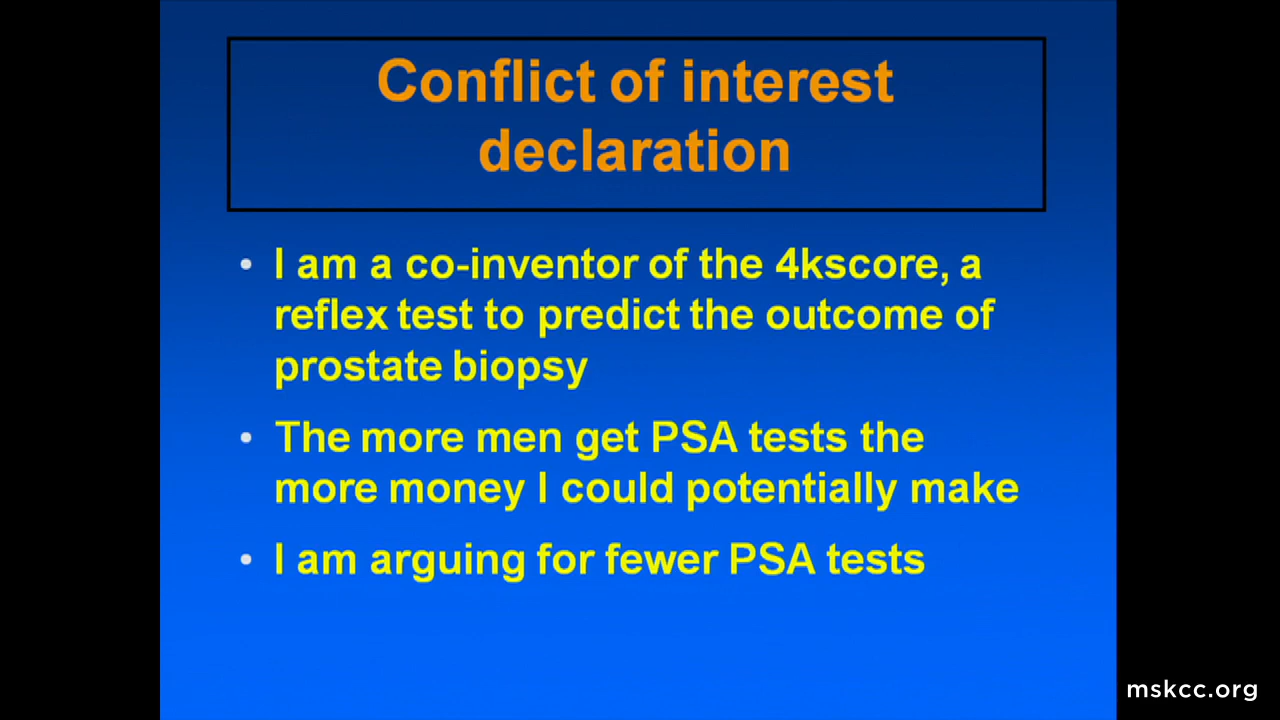 Conflict of interest
declaration
• I am a co-inventor of the 4kscore, a
reflex test to predict the outcome of
prostate biopsy
• The more men get PSA tests the
more money I could potentially make
• I am arguing for fewer PSA tests
mskcc.org